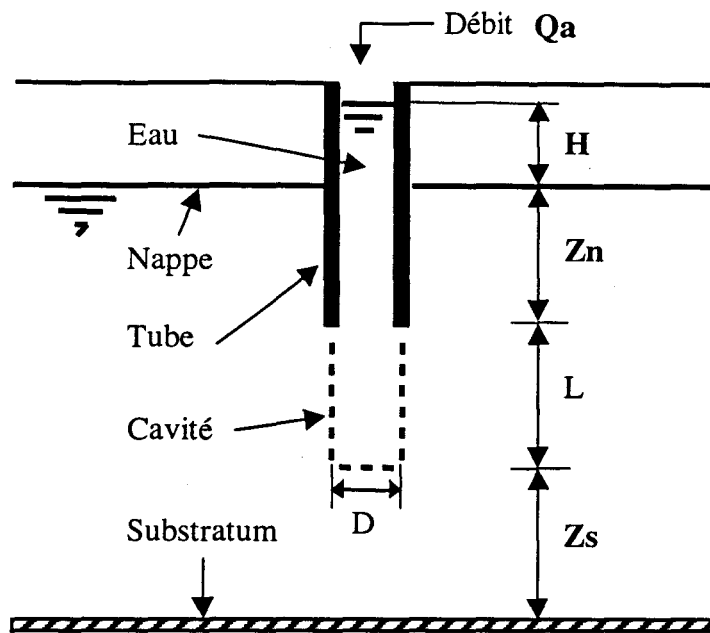 Débit Qa
Eau
H
Nappe
Zn
Tube
L
Cavité
D
Substratum
Zs